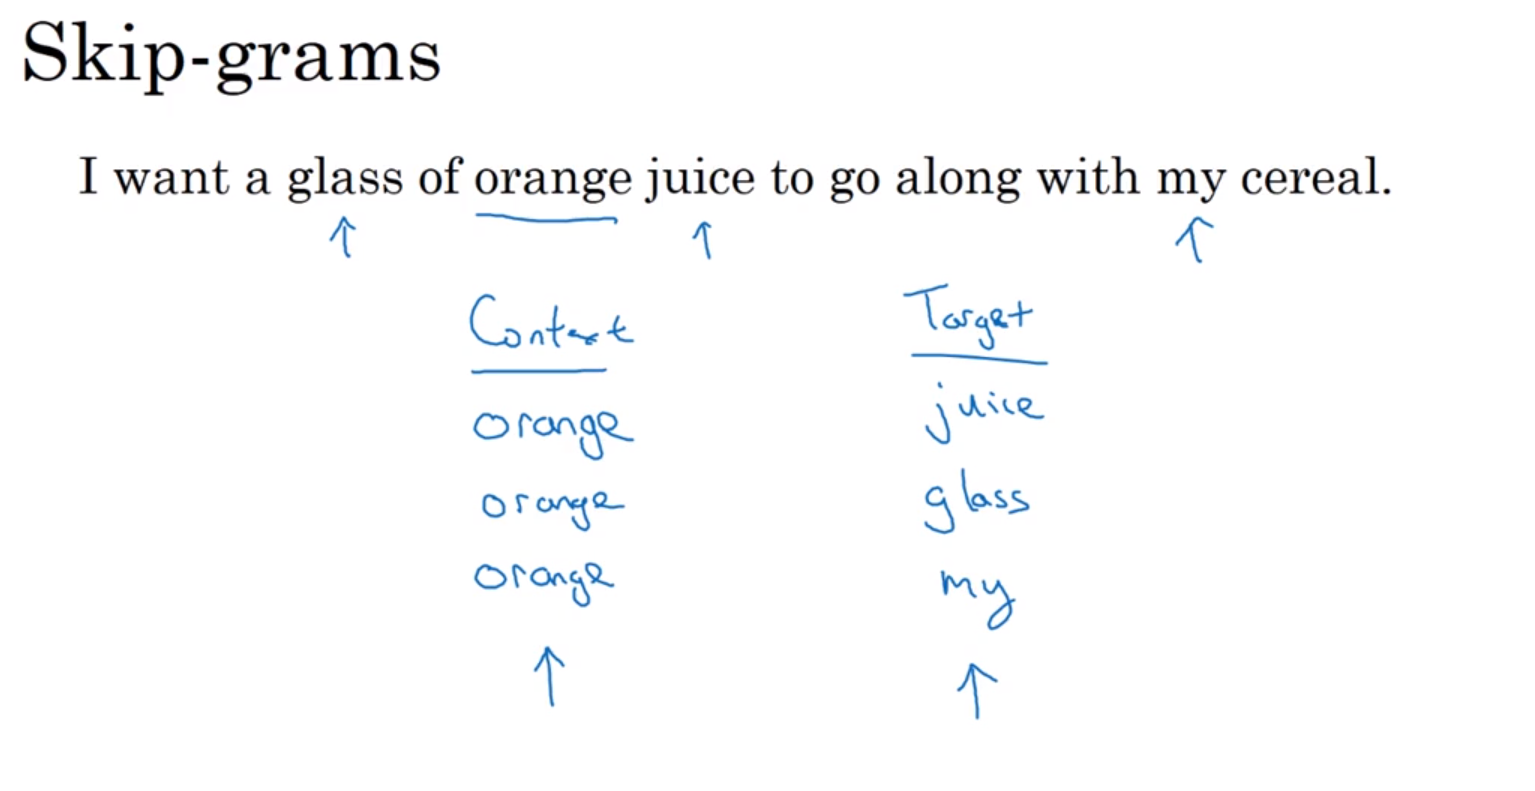 Skip-grams
I want a glass of orange juice to go along with my cereal.
Context Target
orange juice
orange glass
orange my